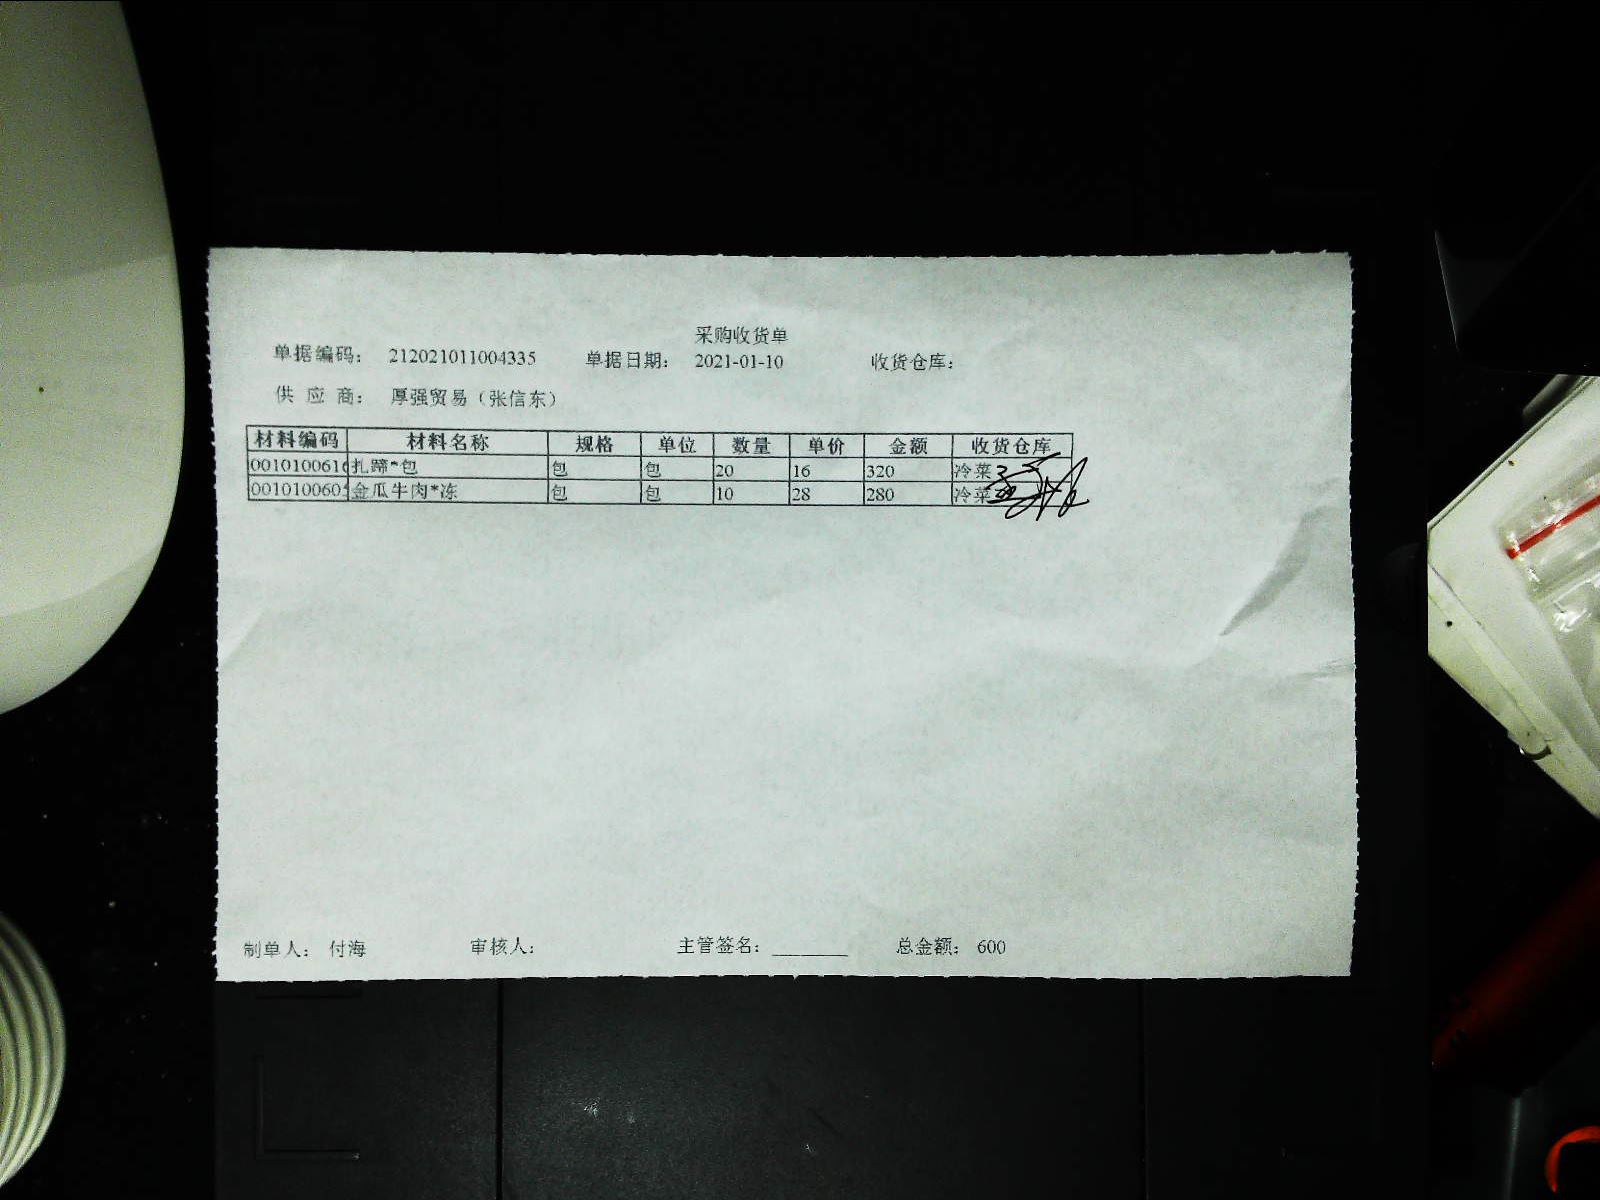 采购收货单
单据编码： 212021011004335 单据日期： 2021-01-10 收货仓库：
供 应 商： 厚强贸易（张信东）
材料编码 材料名称 规格 单位 数量 单价 金额 收货仓库
001010061 扎蹄*包 包 包 20 16 320 冷菜
001010060 金瓜牛肉*冻 包 包 10 28 280 冷菜
制单人： 付海 审核人： 主管签名： ________ 总金额： 600